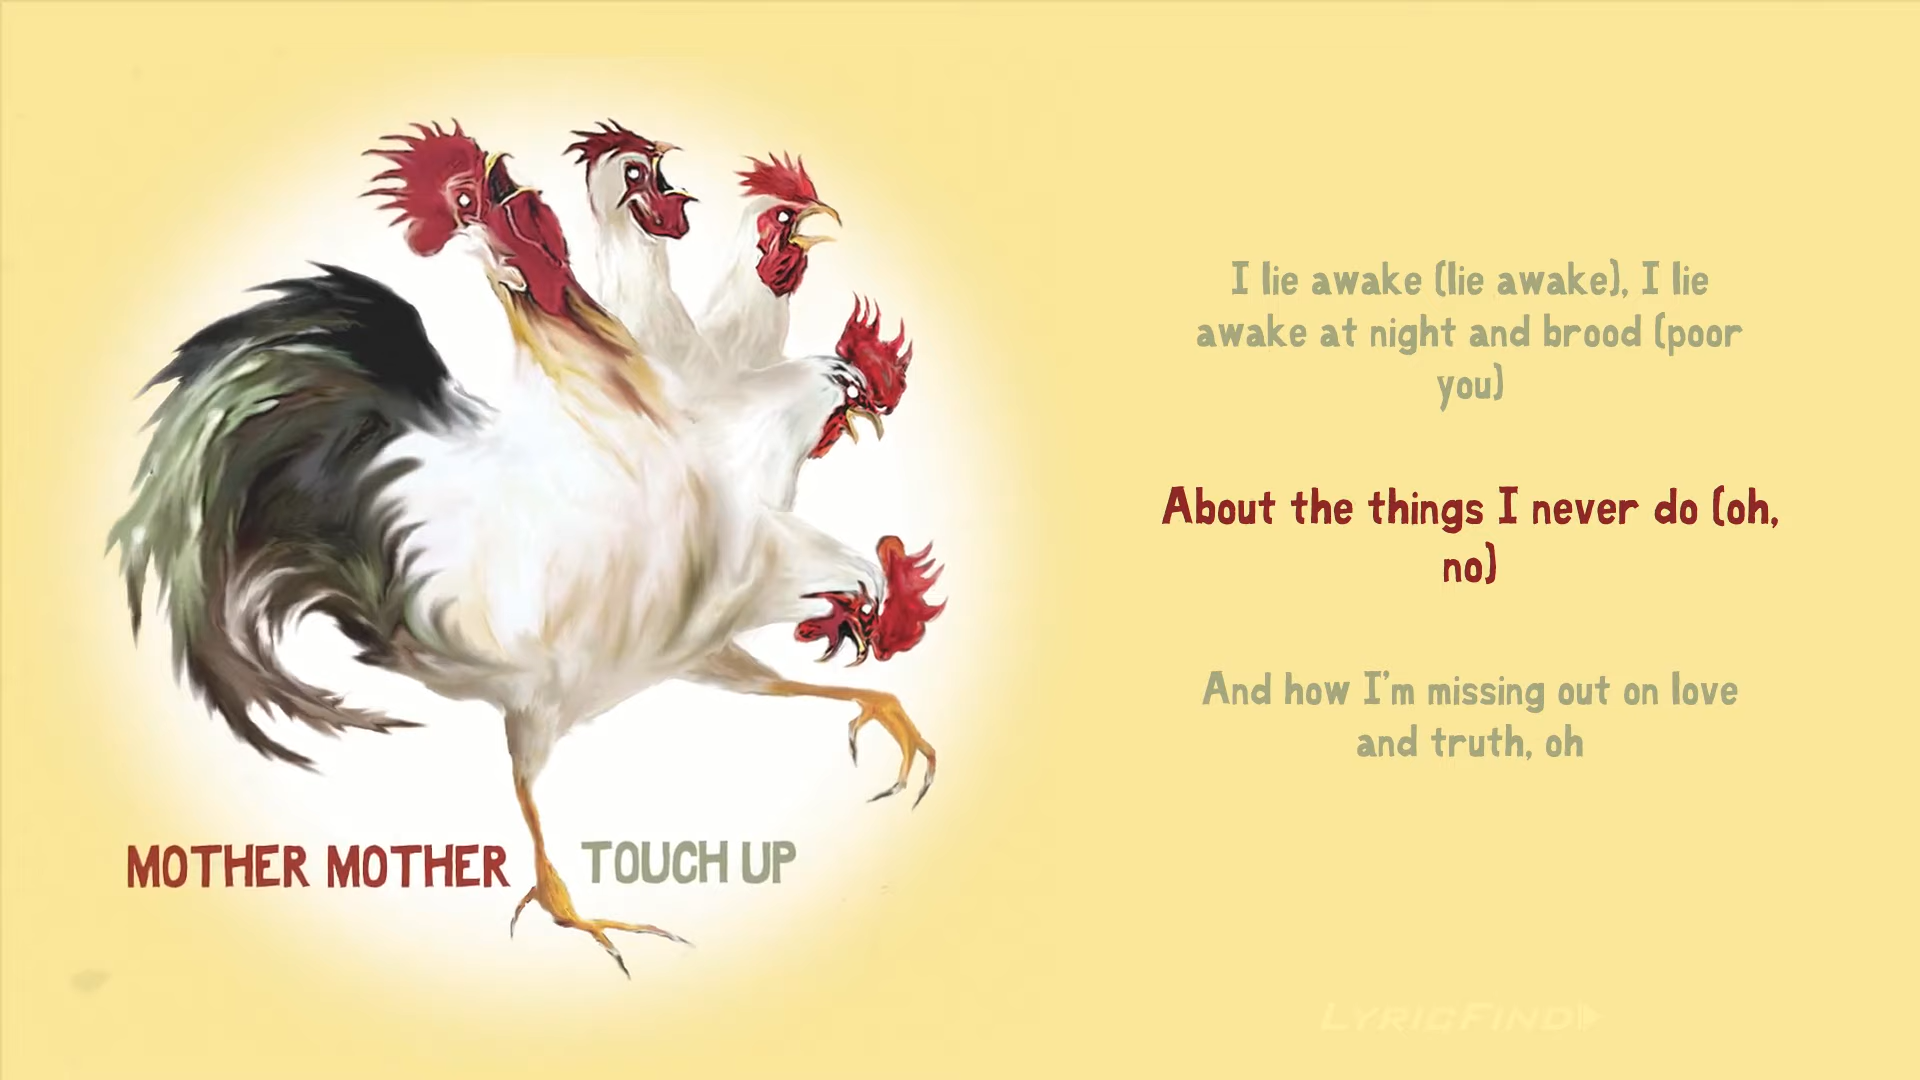 I lie awake (lie awake), I lie
awake at night and brood (poor
you)
About the things I never do (oh,
no)
And how I'm missing out on love
and truth, oh
MOTHER MOTHER TOUCH UP
LYRICFIND